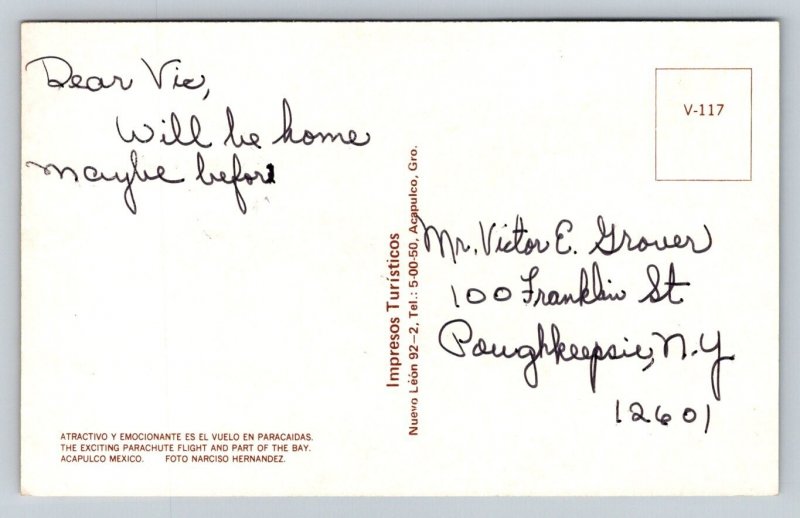 Dear Vic,
Will be home
maybe before
V-117
Impresos Turísticos
Nuevo León 92-2, Tel.: 5-00-50, Acapulco, Gro.
Mr. Victor E. Grover
100 Franklin St
Poughkeepsie, N.Y
12601
ATRACTIVO Y EMOCIONANTE ES EL VUELO EN PARACAIDAS.
THE EXCITING PARACHUTE FLIGHT AND PART OF THE BAY.
ACAPULCO MEXICO. FOTO NARCISO HERNANDEZ.